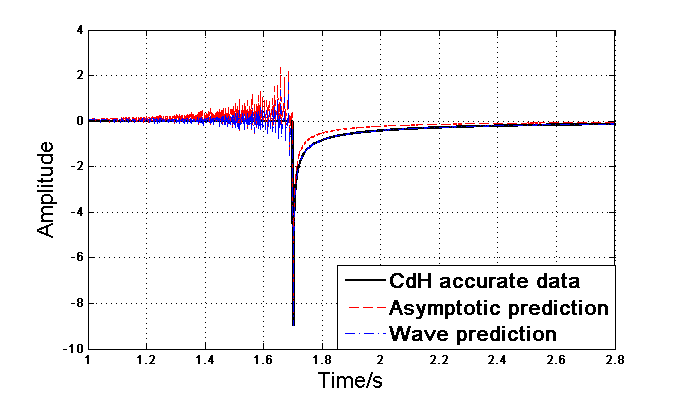 4
2
0
-2
-4
-6
-8
-10
Amplitude
CdH accurate data
Asymptotic prediction
Wave prediction
1 1.2 1.4 1.6 1.8 2 2.2 2.4 2.6 2.8
Time/s